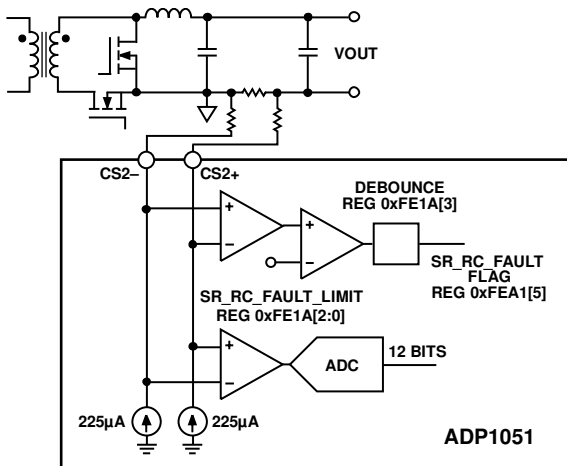 VOUT
CS2–
CS2+
DEBOUNCE
REG 0xFE1A[3]
+
–
+
–
SR_RC_FAULT
FLAG
REG 0xFEA1[5]
SR_RC_FAULT_LIMIT
REG 0xFE1A[2:0]
+
–
ADC
12 BITS
225µA
225µA
ADP1051